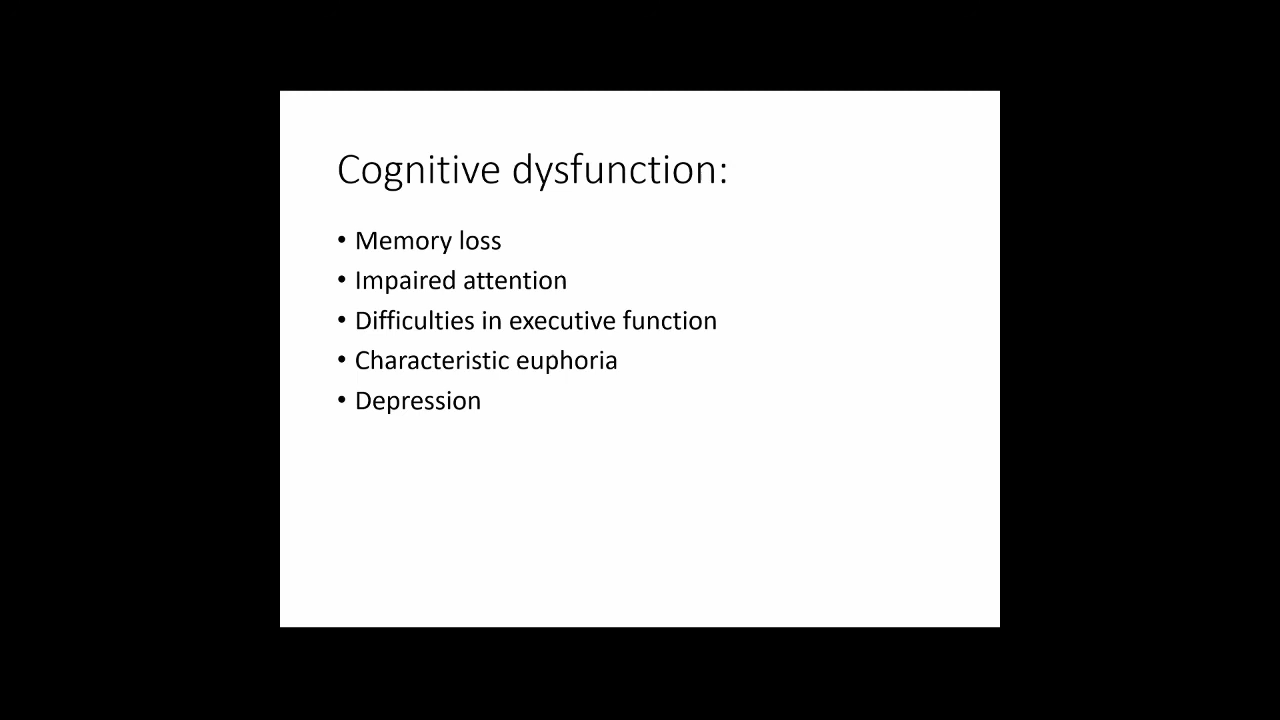 Cognitive dysfunction:
• Memory loss
• Impaired attention
• Difficulties in executive function
• Characteristic euphoria
• Depression